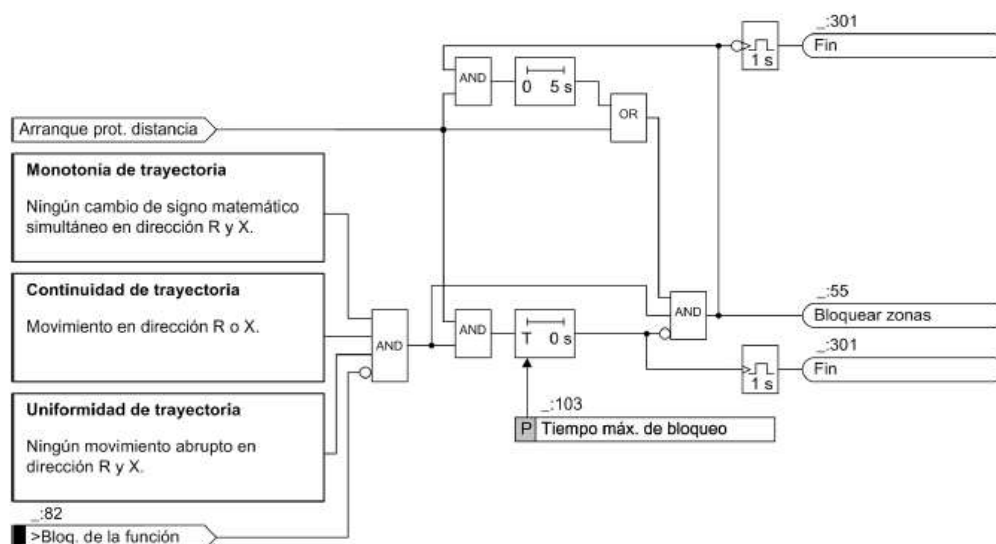 _:301
Fin
1 s
AND
0 5 s
OR
Arranque prot. distancia
Monotonía de trayectoria
Ningún cambio de signo matemático
simultáneo en dirección R y X.
Continuidad de trayectoria
Movimiento en dirección R o X.
AND
AND
T 0 s
AND
_:55
Bloquear zonas
_:301
Fin
1 s
_:103
P Tiempo máx. de bloqueo
Uniformidad de trayectoria
Ningún movimiento abrupto en
dirección R y X.
_:82
>Bloq. de la función